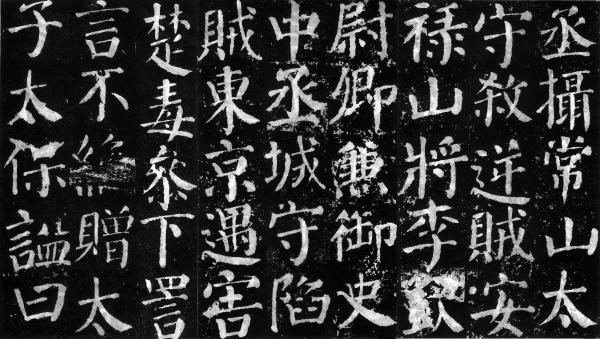 丞攝常山太
守殺逆賊安
祿山將李欽
尉卿兼御史
中丞城守陷
賊東京遇害
楚毒參下詈
言不絕贈太
子太保謚曰